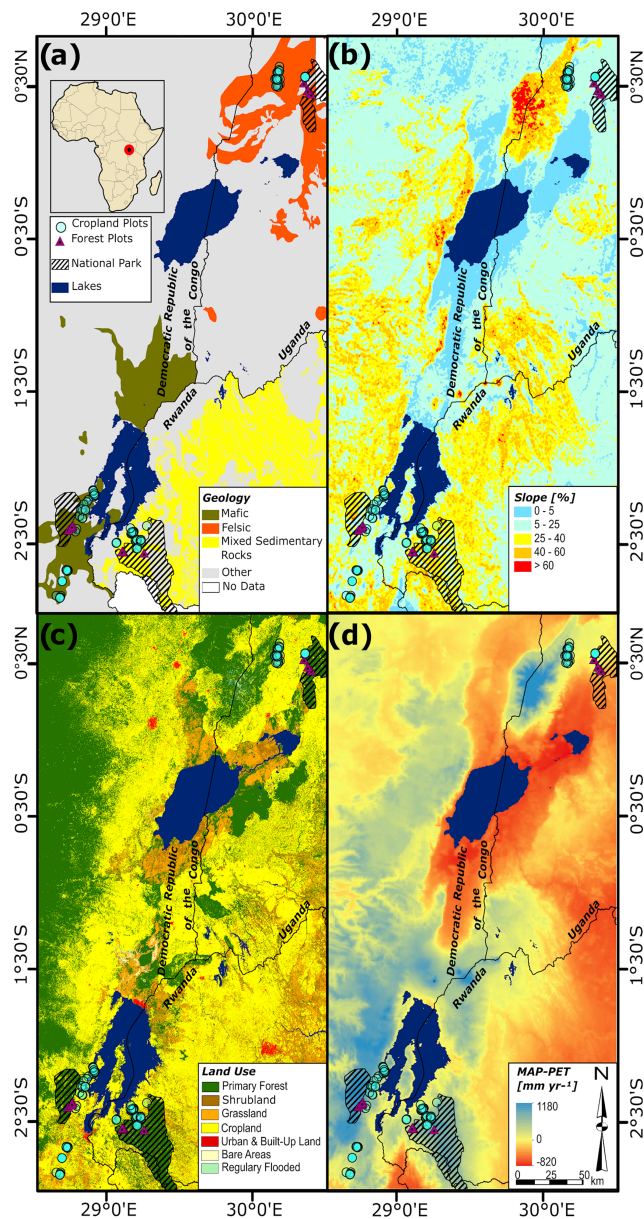 29°0'E
30°0'E
(a)
(b)
0°30'N
0°30'N
Cropland Plots
Forest Plots
National Park
Lakes
0°30'S
0°30'S
Democratic Republic
of the Congo
Uganda
Rwanda
Democratic Republic
of the Congo
Uganda
Rwanda
1°30'S
1°30'S
Geology
Mafic
Felsic
Mixed Sedimentary
Rocks
Other
No Data
Slope [%]
0 - 5
5 - 25
25 - 40
40 - 60
> 60
2°30'S
2°30'S
(c)
(d)
0°30'N
0°30'N
0°30'S
0°30'S
Democratic Republic
of the Congo
Uganda
Rwanda
Democratic Republic
of the Congo
Uganda
Rwanda
1°30'S
1°30'S
Land Use
Primary Forest
Shrubland
Grassland
Cropland
Urban & Built-Up Land
Bare Areas
Regulary Flooded
MAP-PET
[mm yr⁻¹]
1180
0
-820
N
0 25 50
km
2°30'S
2°30'S
29°0'E
30°0'E
29°0'E
30°0'E